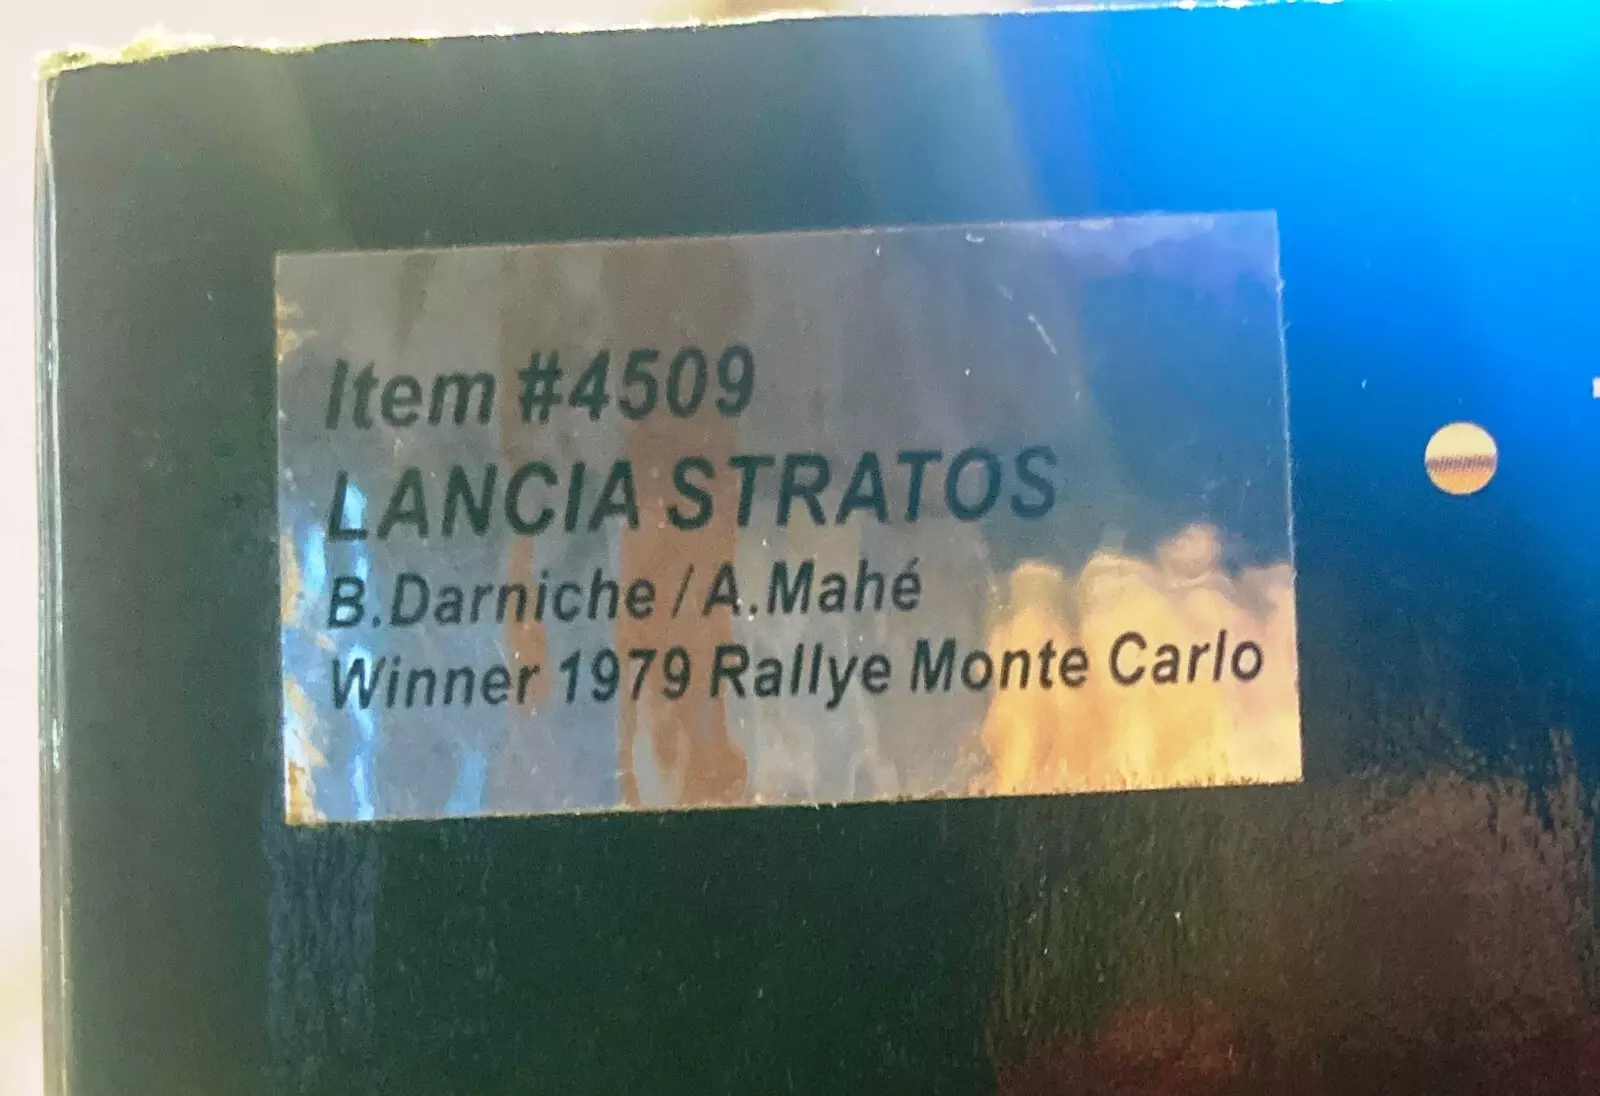 Item #4509
LANCIA STRATOS
B.Darniche / A.Mahé
Winner 1979 Rallye Monte Carlo